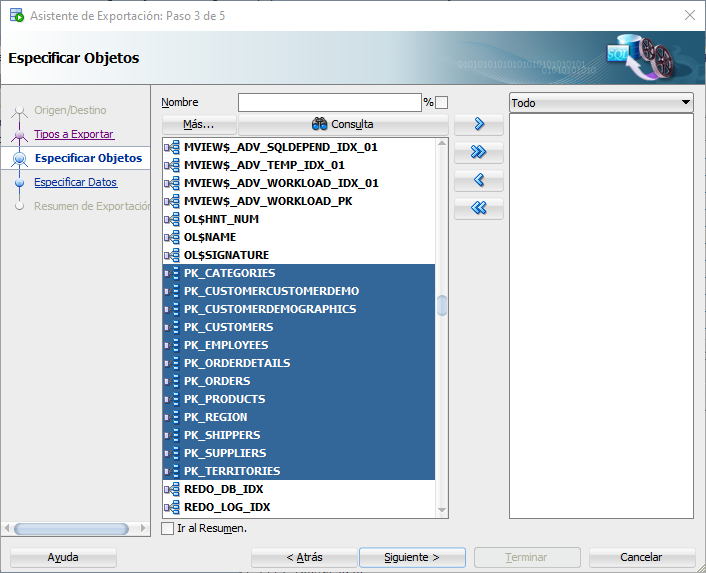 Asistente de Exportación: Paso 3 de 5
Especificar Objetos
0101010101010101010101010101
0101010101010
SQL
Origen/Destino
Tipos a Exportar
Especificar Objetos
Especificar Datos
Resumen de Exportación
Nombre
%
Más...
Consulta
MVIEW$_ADV_SQLDEPEND_IDX_01
MVIEW$_ADV_TEMP_IDX_01
MVIEW$_ADV_WORKLOAD_IDX_01
MVIEW$_ADV_WORKLOAD_PK
OL$HNT_NUM
OL$NAME
OL$SIGNATURE
PK_CATEGORIES
PK_CUSTOMERCUSTOMERDEMO
PK_CUSTOMERDEMOGRAPHICS
PK_CUSTOMERS
PK_EMPLOYEES
PK_ORDERDETAILS
PK_ORDERS
PK_PRODUCTS
PK_REGION
PK_SHIPPERS
PK_SUPPLIERS
PK_TERRITORIES
REDO_DB_IDX
REDO_LOG_IDX
Todo
Ir al Resumen.
Ayuda
< Atrás
Siguiente >
Terminar
Cancelar